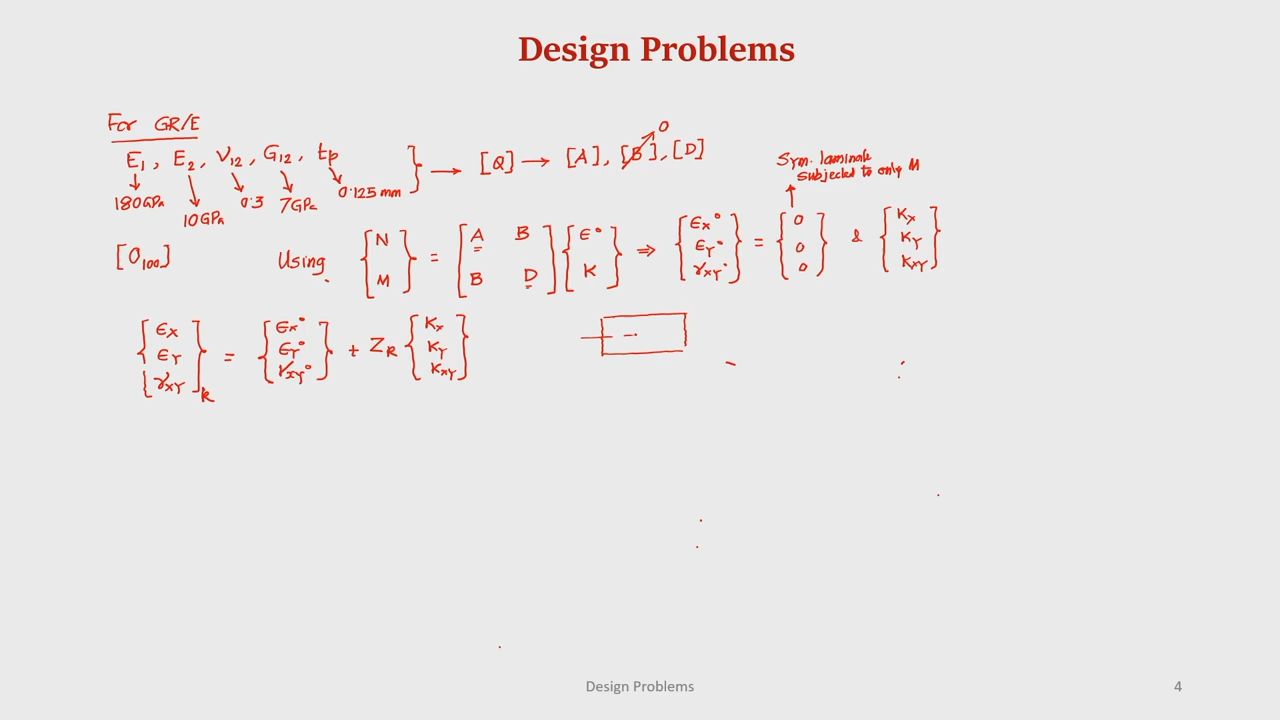 Design Problems
For GR/E
E1, E2, ν12, G12, tp } → [Q] → [A], [B]→0, [D]
180GPa 10GPa 0.3 7GPa 0.125 mm
Sym. laminate
subjected to only M
[0100] Using {N M} = [A B B D] {ϵ° K} ⇒ {ϵx° ϵy° γxy°} = {0 0 0} & {Kx Ky Kxy}
{ϵx ϵy γxy}k = {ϵx° ϵy° γxy°} + Zk {Kx Ky Kxy}
Design Problems
4